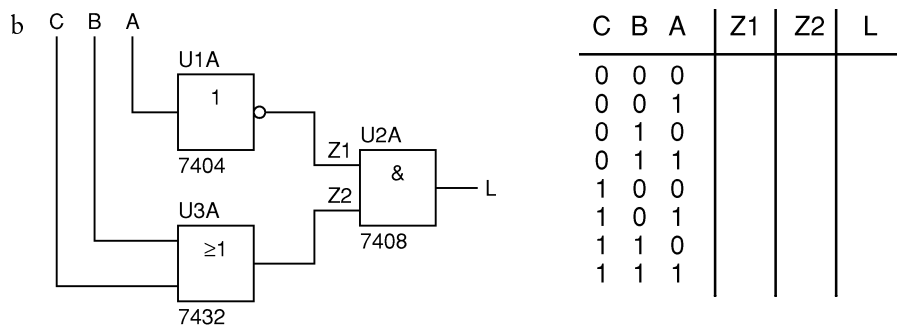 b C B A
U1A
1
7404
Z1
U2A
&
Z2
L
7408
U3A
≥1
7432
C B A Z1 Z2 L
0 0 0
0 0 1
0 1 0
0 1 1
1 0 0
1 0 1
1 1 0
1 1 1